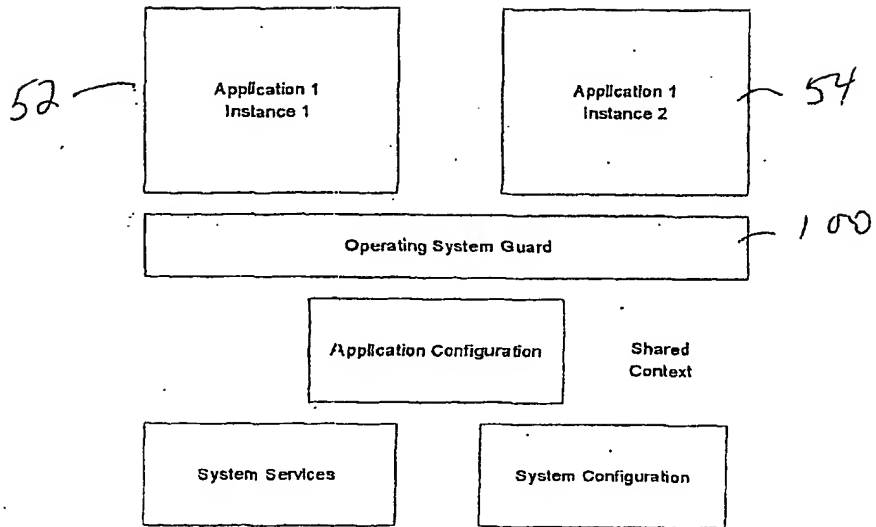 52
Application 1
Instance 1
Application 1
Instance 2
54
Operating System Guard
100
Application Configuration
Shared
Context
System Services
System Configuration